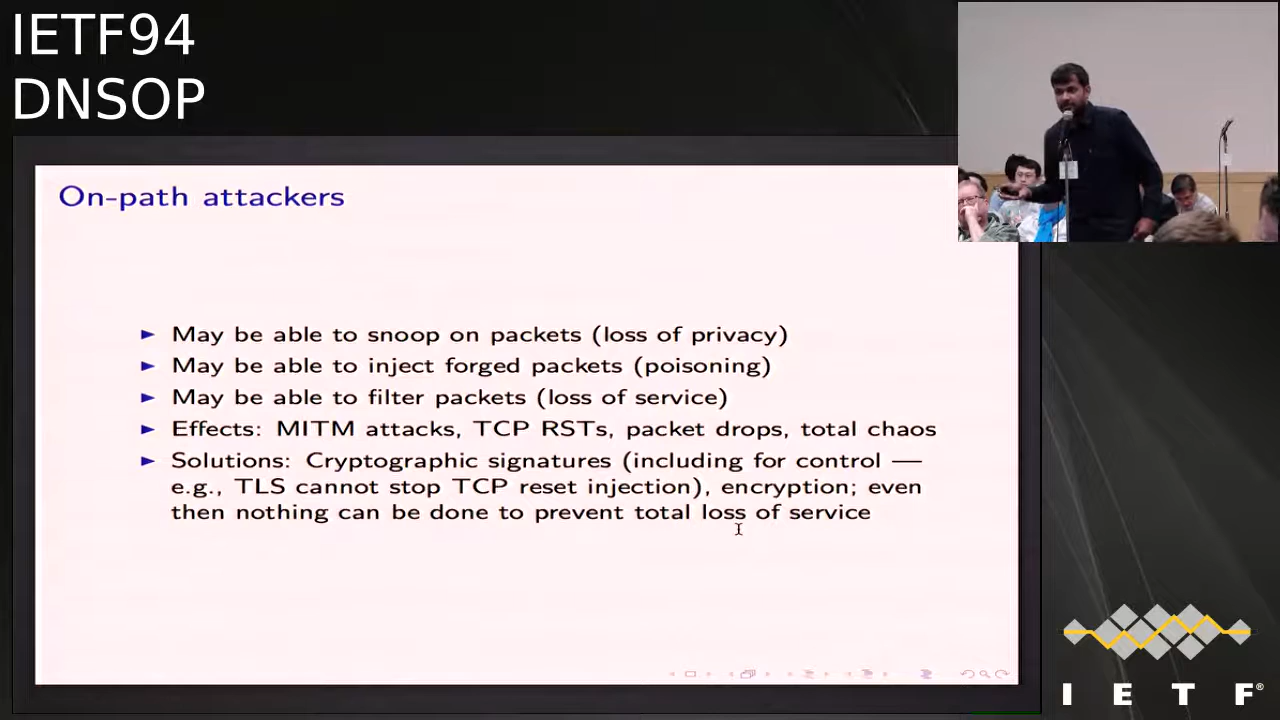 IETF94
DNSOP
On-path attackers
► May be able to snoop on packets (loss of privacy)
► May be able to inject forged packets (poisoning)
► May be able to filter packets (loss of service)
► Effects: MITM attacks, TCP RSTs, packet drops, total chaos
► Solutions: Cryptographic signatures (including for control —
e.g., TLS cannot stop TCP reset injection), encryption; even
then nothing can be done to prevent total loss of service
I E T F®